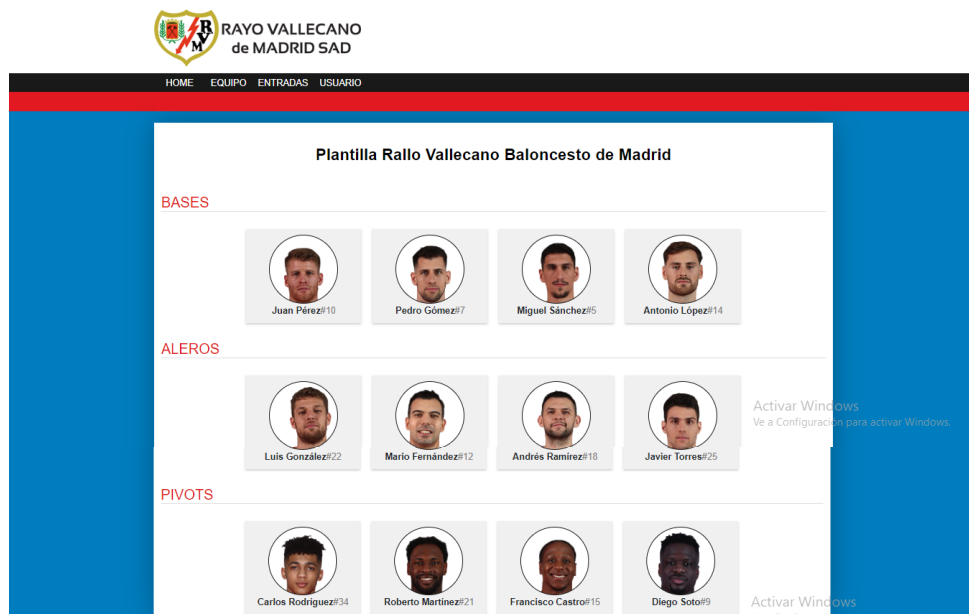 RAYO VALLECANO
de MADRID SAD
HOME EQUIPO ENTRADAS USUARIO
Plantilla Rallo Vallecano Baloncesto de Madrid
BASES
Juan Pérez#10 Pedro Gómez#7 Miguel Sánchez#5 Antonio López#14
ALEROS
Luis González#22 Mario Fernández#12 Andrés Ramírez#18 Javier Torres#25
Activar Windows
Ve a Configuración para activar Windows.
PIVOTS
Carlos Rodríguez#34 Roberto Martínez#21 Francisco Castro#15 Diego Soto#9
Activar Windows